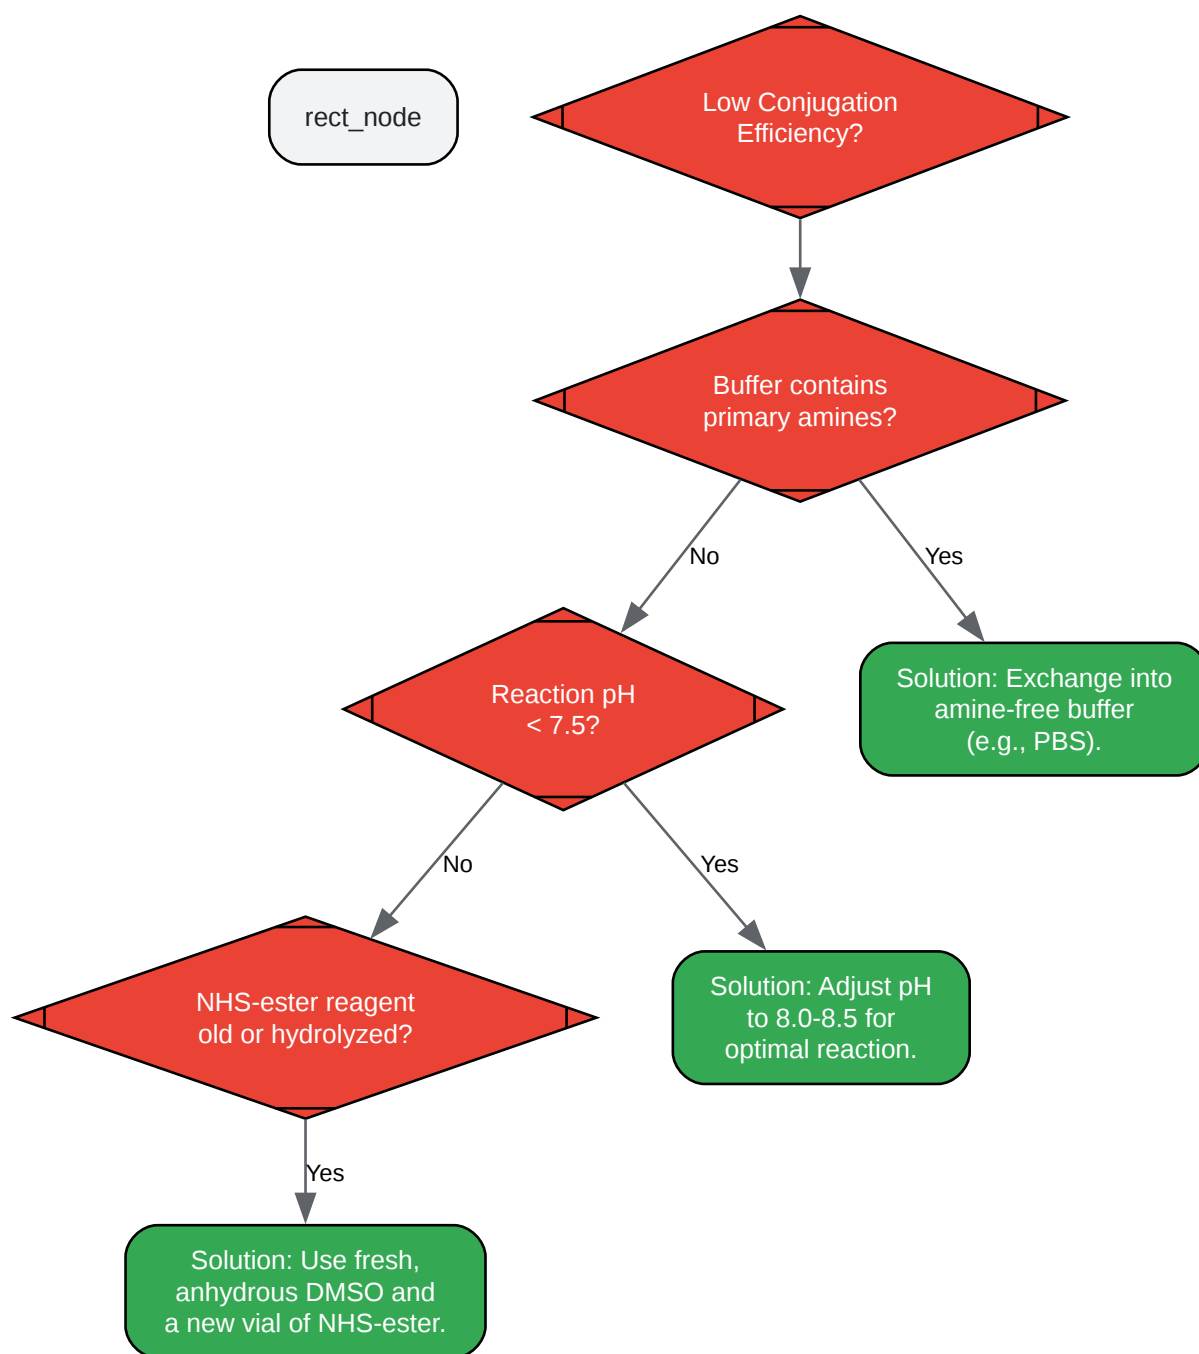 rect_node
Low Conjugation
Efficiency?
Buffer contains
primary amines?
No
Yes
Reaction pH
< 7.5?
Solution: Exchange into
amine-free buffer
(e.g., PBS).
No
Yes
NHS-ester reagent
old or hydrolyzed?
Solution: Adjust pH
to 8.0-8.5 for
optimal reaction.
Yes
Solution: Use fresh,
anhydrous DMSO and
a new vial of NHS-ester.